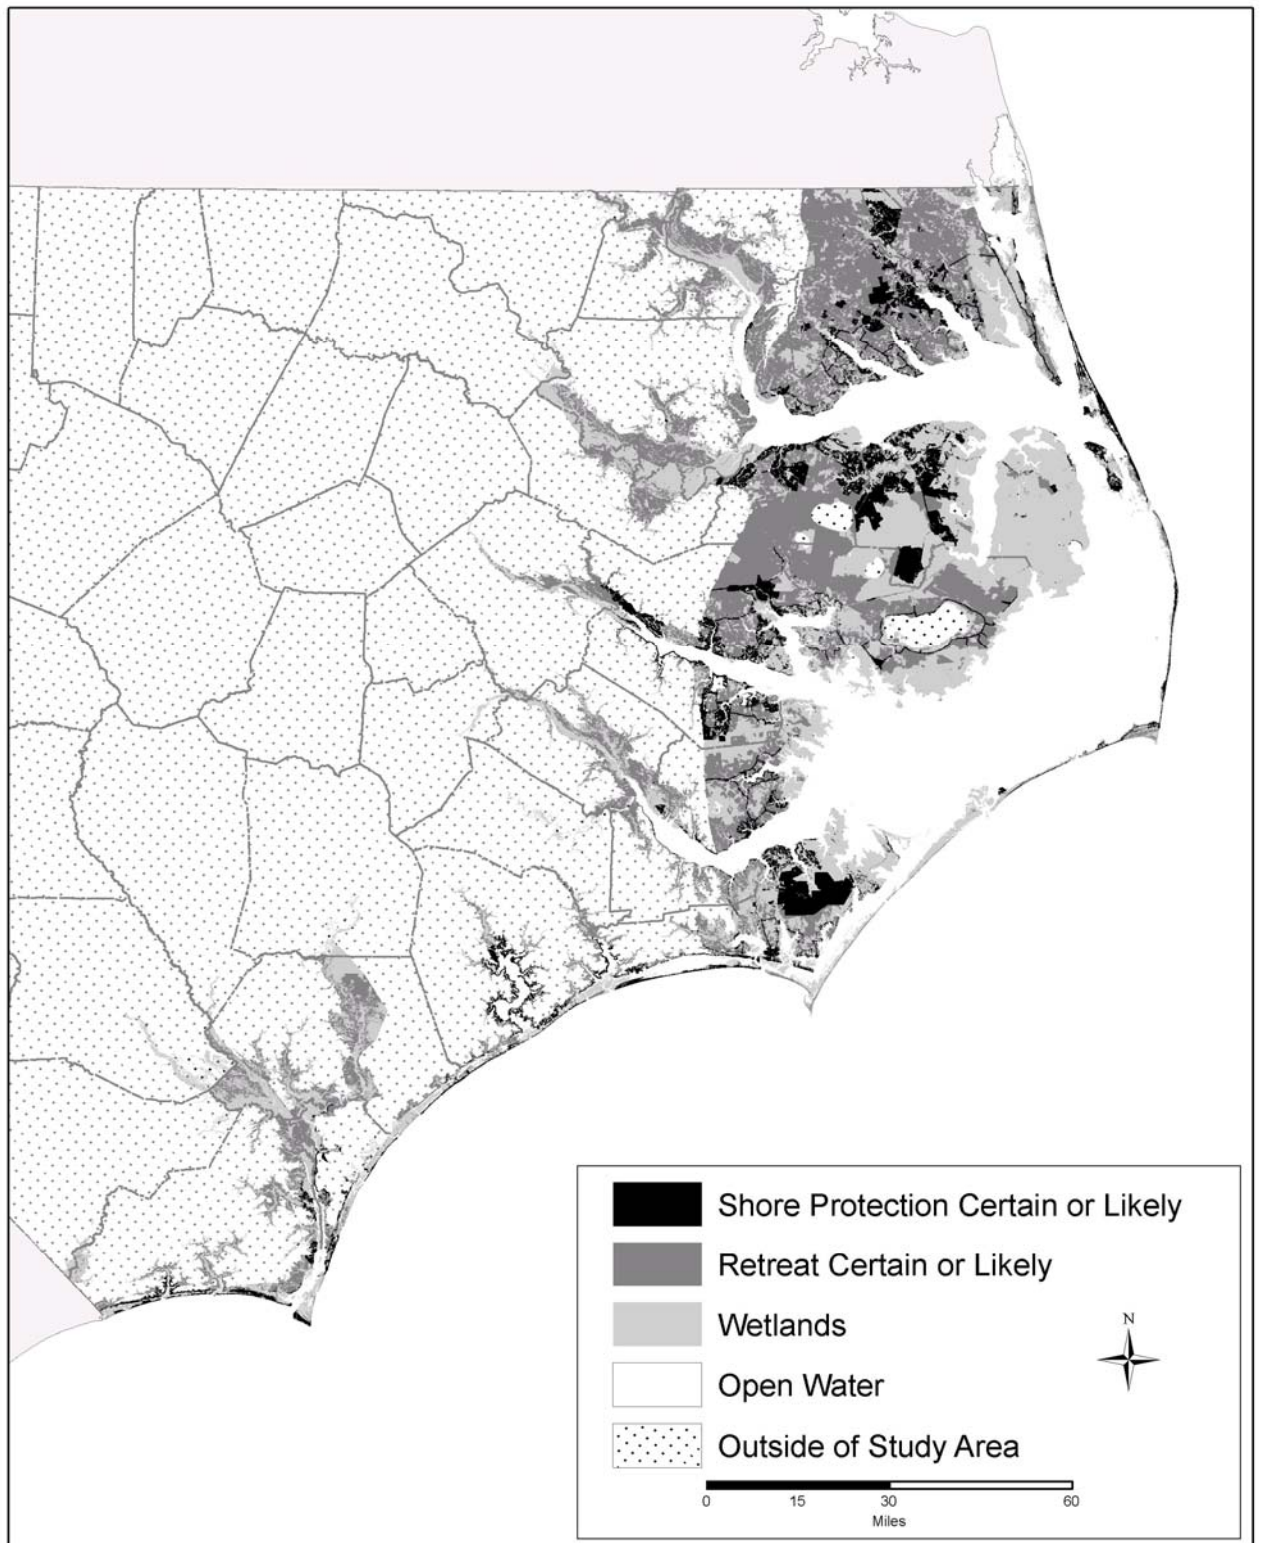 Shore Protection Certain or Likely
Retreat Certain or Likely
Wetlands
N
Open Water
Outside of Study Area
0 15 30 60
Miles